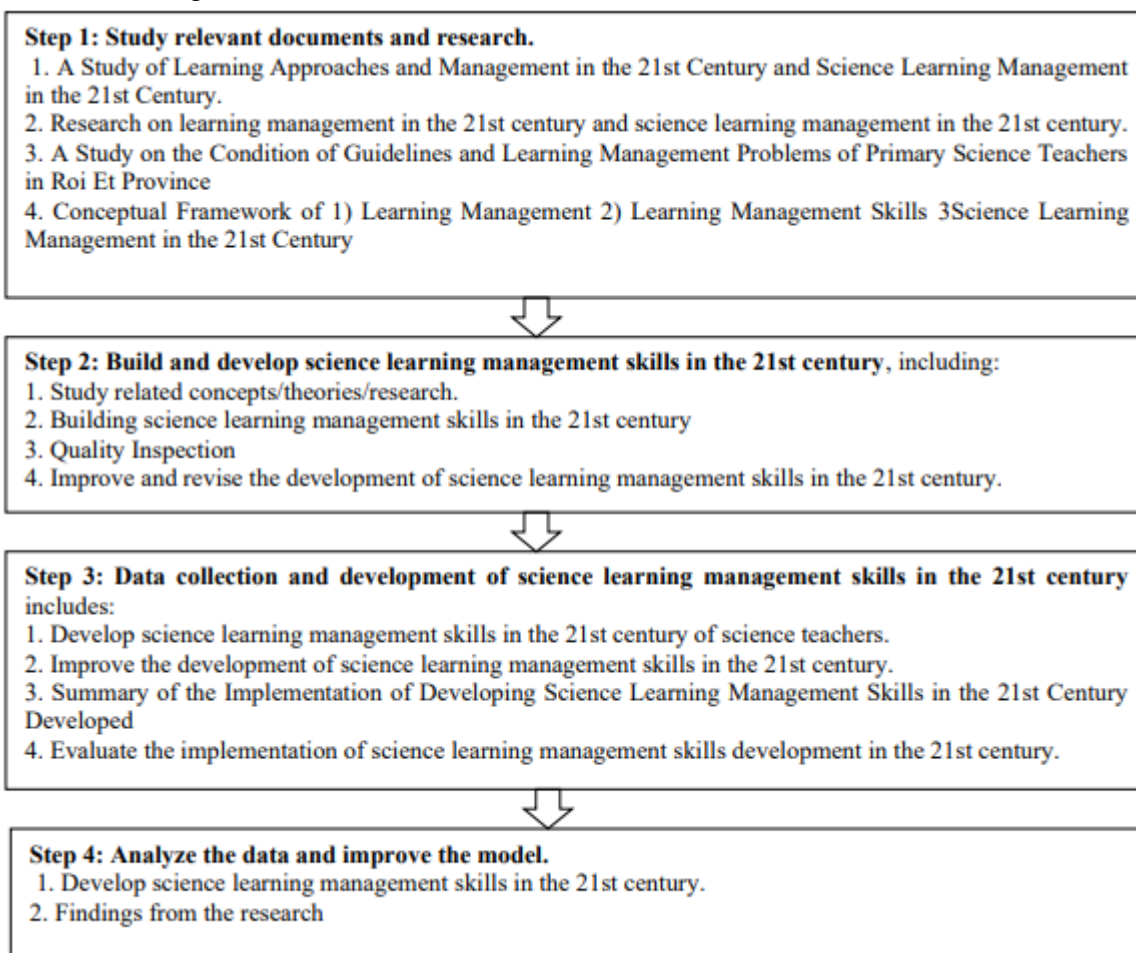 Step 1: Study relevant documents and research.
1. A Study of Learning Approaches and Management in the 21st Century and Science Learning Management
in the 21st Century.
2. Research on learning management in the 21st century and science learning management in the 21st century.
3. A Study on the Condition of Guidelines and Learning Management Problems of Primary Science Teachers
in Roi Et Province
4. Conceptual Framework of 1) Learning Management 2) Learning Management Skills 3Science Learning
Management in the 21st Century
Step 2: Build and develop science learning management skills in the 21st century, including:
1. Study related concepts/theories/research.
2. Building science learning management skills in the 21st century
3. Quality Inspection
4. Improve and revise the development of science learning management skills in the 21st century.
Step 3: Data collection and development of science learning management skills in the 21st century
includes:
1. Develop science learning management skills in the 21st century of science teachers.
2. Improve the development of science learning management skills in the 21st century.
3. Summary of the Implementation of Developing Science Learning Management Skills in the 21st Century
Developed
4. Evaluate the implementation of science learning management skills development in the 21st century.
Step 4: Analyze the data and improve the model.
1. Develop science learning management skills in the 21st century.
2. Findings from the research